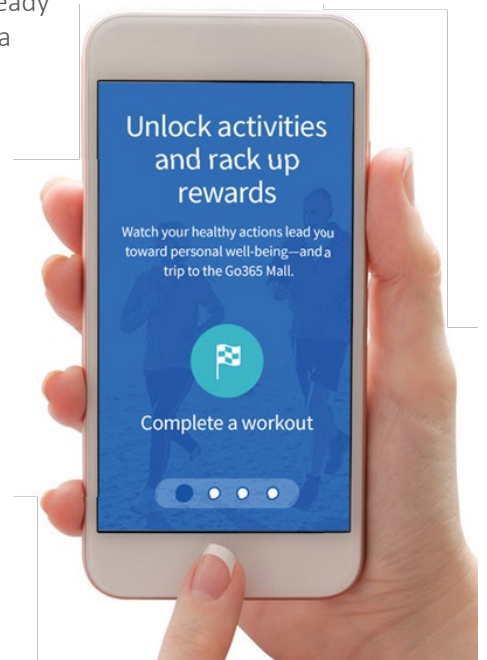 eady
a
Unlock activities
and rack up
rewards
Watch your healthy actions lead you
toward personal well-being—and a
trip to the Go365 Mall.
Complete a workout